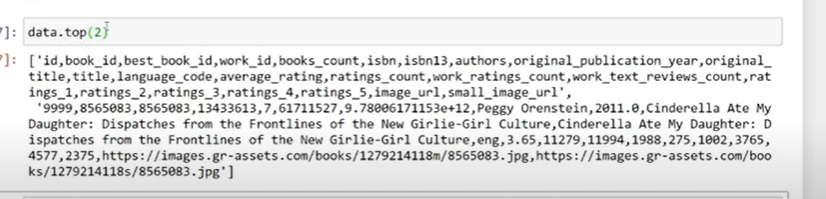 7]: data.top(2)
7]: ['id,book_id,best_book_id,work_id,books_count,isbn,isbn13,authors,original_publication_year,original_
title,title,language_code,average_rating,ratings_count,work_ratings_count,work_text_reviews_count,rat
ings_1,ratings_2,ratings_3,ratings_4,ratings_5,image_url,small_image_url',
'9999,8565083,8565083,13433613,7,61711527,9.78006171153e+12,Peggy Orenstein,2011.0,Cinderella Ate My
Daughter: Dispatches from the Frontlines of the New Girlie-Girl Culture,Cinderella Ate My Daughter: D
ispatches from the Frontlines of the New Girlie-Girl Culture,eng,3.65,11279,11994,1988,275,1002,3765,
4577,2375,https://images.gr-assets.com/books/1279214118m/8565083.jpg,https://images.gr-assets.com/boo
ks/1279214118s/8565083.jpg']